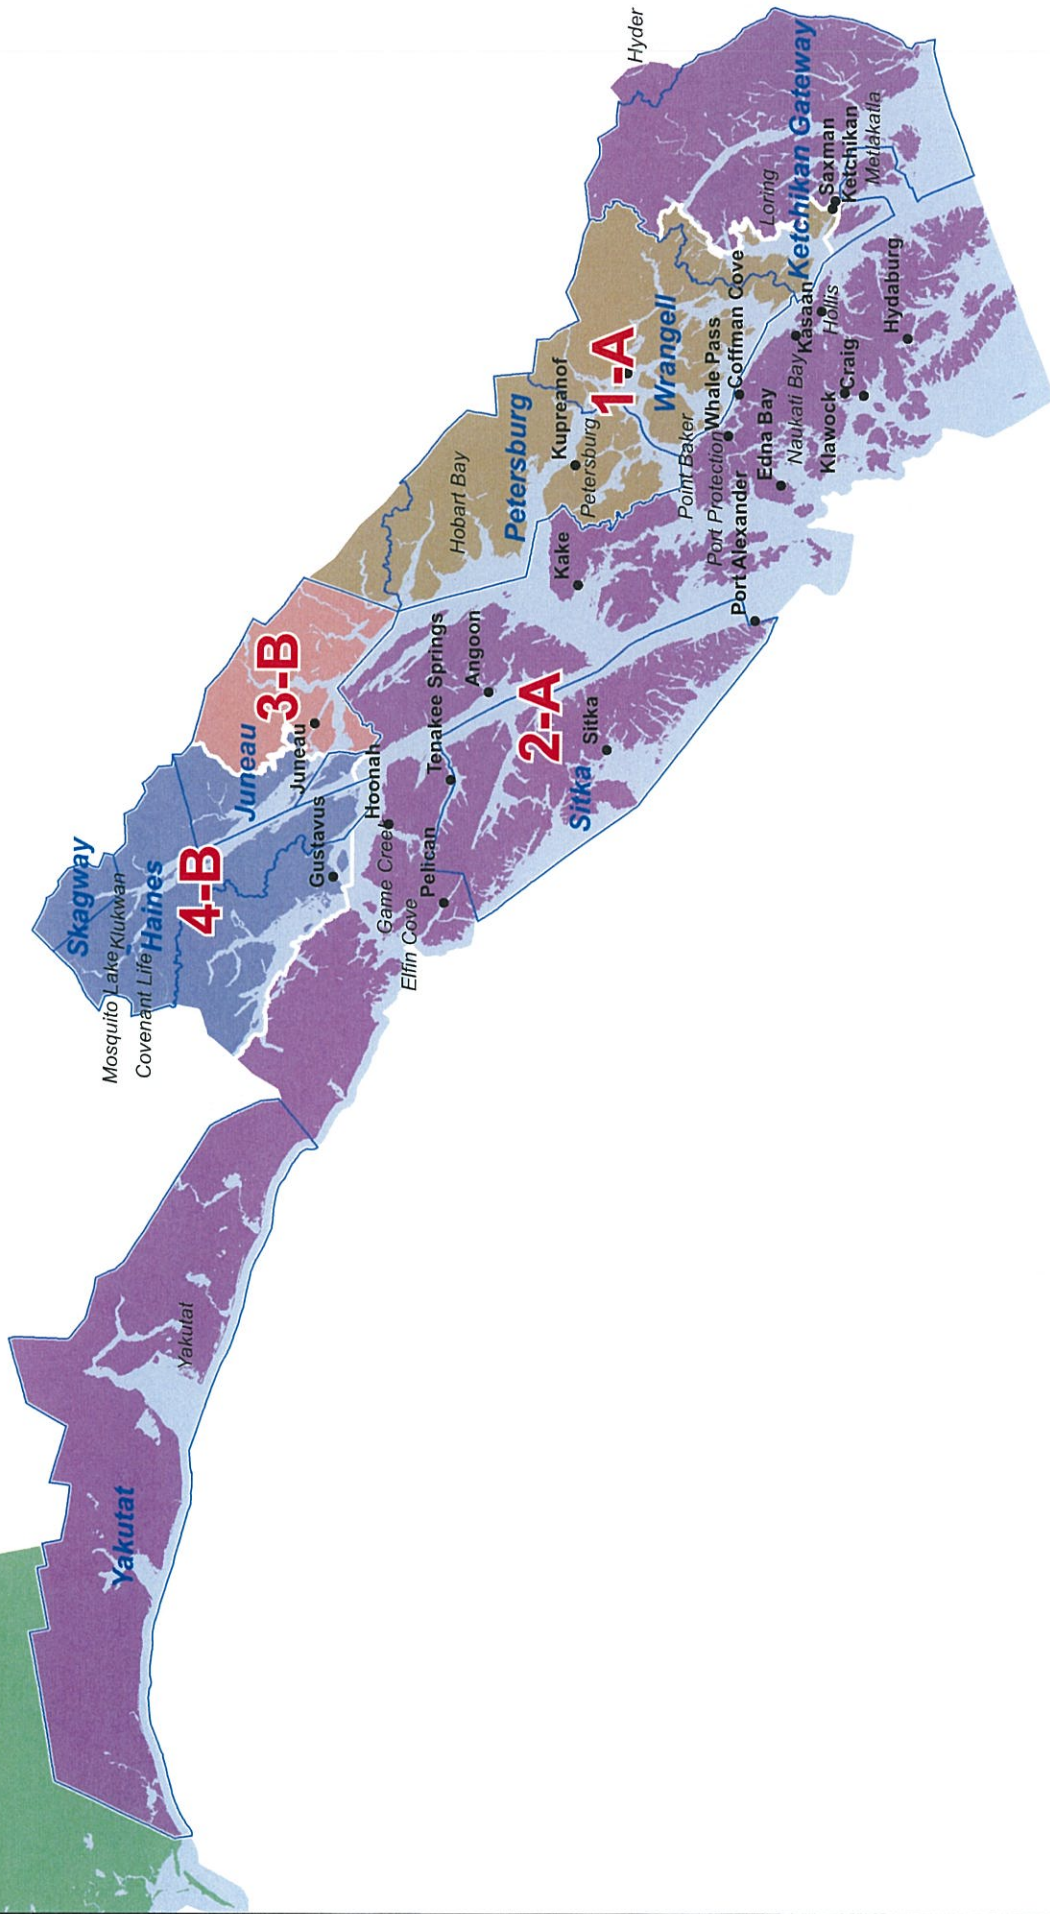 Skagway
Mosquito Lake
Klukwan
Covenant Life
Haines
4-B
Juneau
3-B
Juneau
Gustavus
Hoonah
Game Creek
Elfin Cove
Pelican
Tenakee Springs
Angoon
2-A
Sitka
Sitka
Yakutat
Yakutat
Hobart Bay
Petersburg
Kupreanof
Petersburg
Kake
1-A
Wrangell
Point Baker
Port Protection
Port Alexander
Whale Pass
Coffman Cove
Edna Bay
Naukati Bay
Kasaan
Hollis
Klawock
Craig
Hydaburg
Hyder
Loring
Ketchikan Gateway
Saxman
Ketchikan
Metlakatla